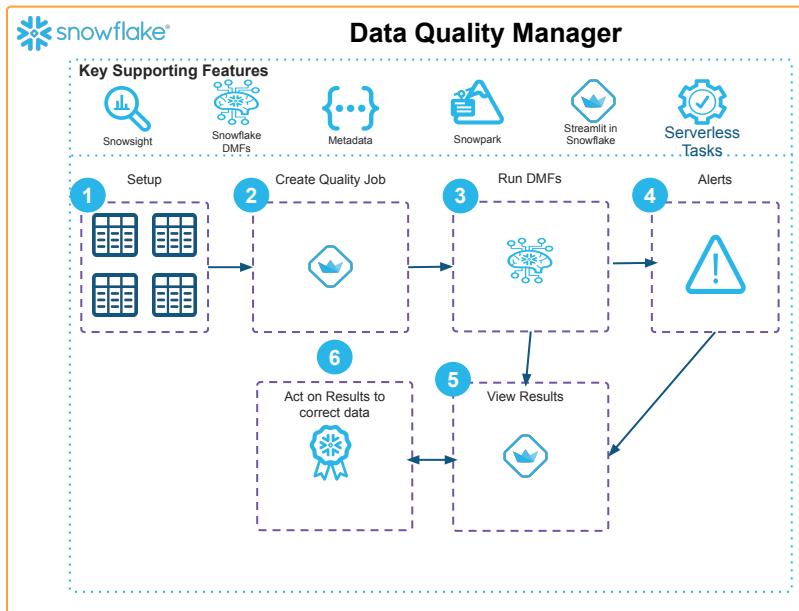 snowflake®
Data Quality Manager
Key Supporting Features
Snowsight
Snowflake
DMFs
{...}
Metadata
Snowpark
Streamlit in
Snowflake
Serverless
Tasks
1
Setup
2
Create Quality Job
3
Run DMFs
4
Alerts
6
Act on Results to
correct data
5
View Results